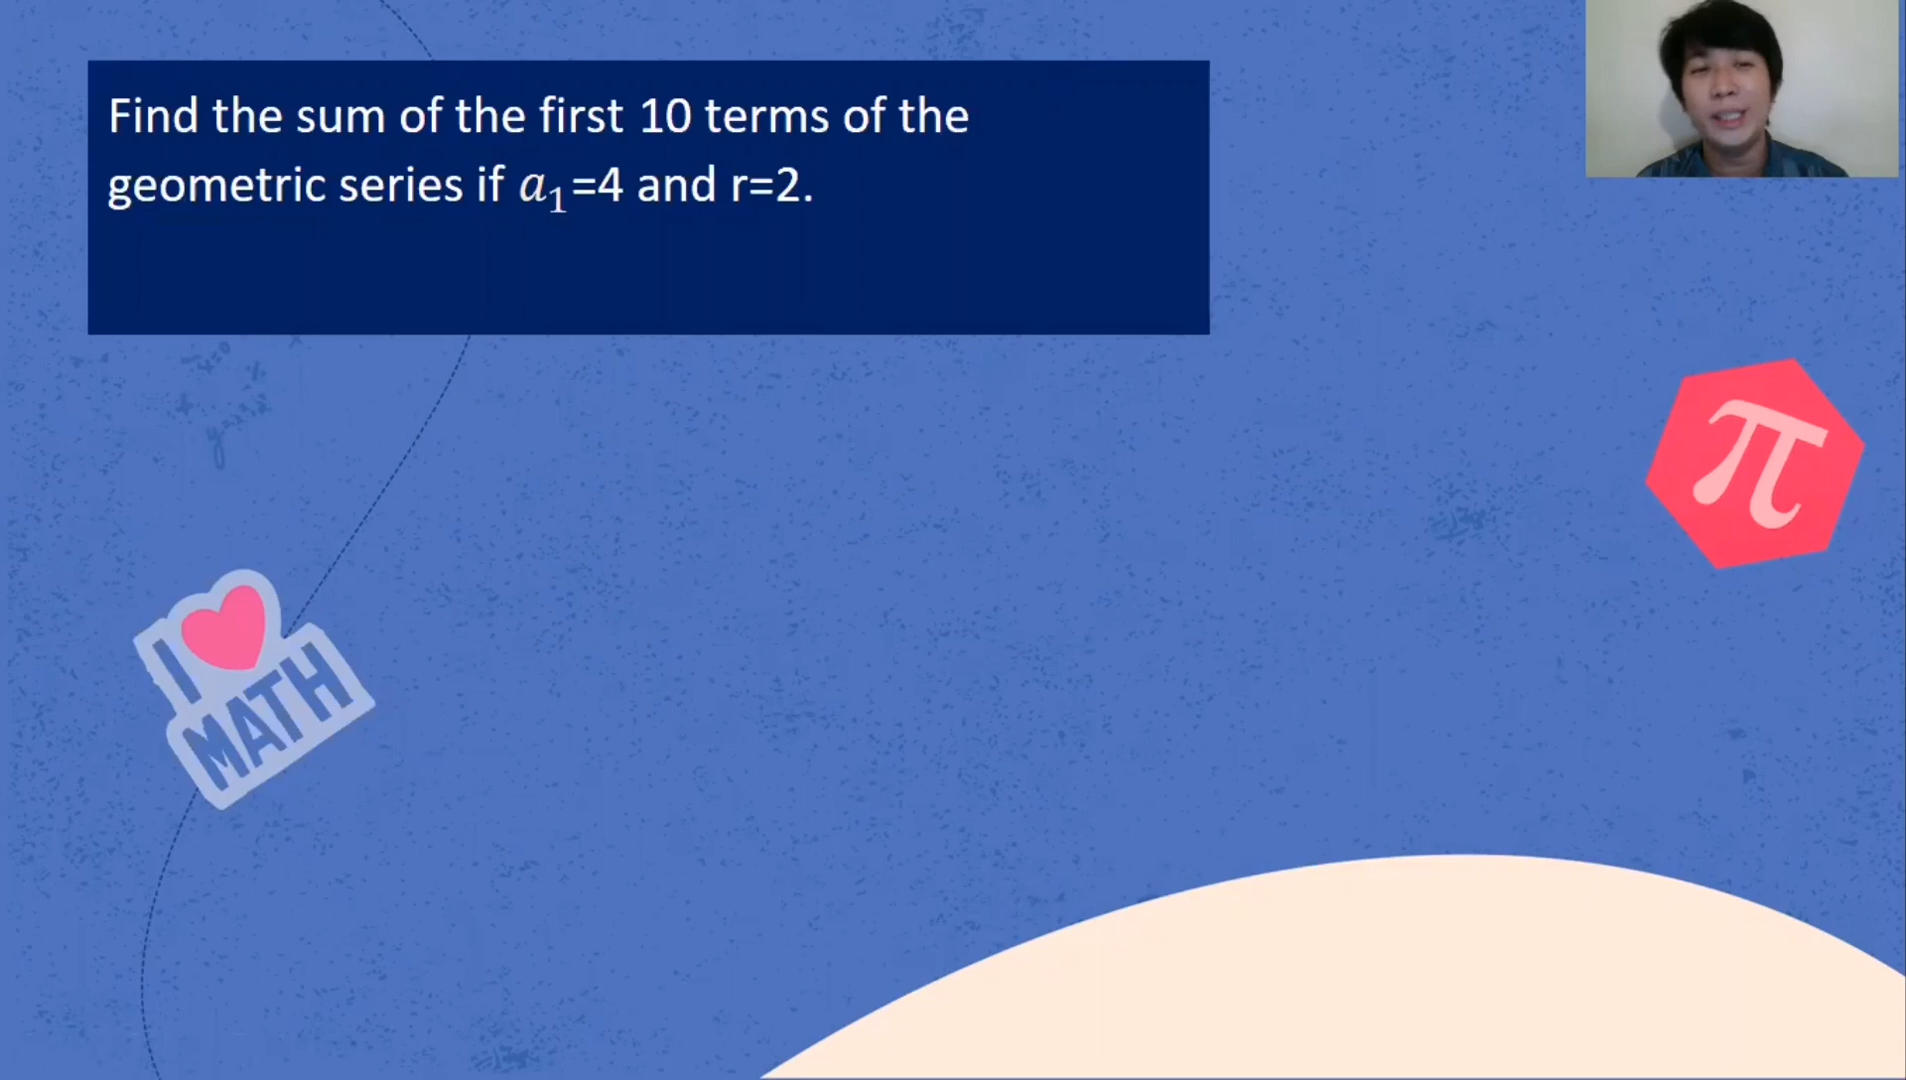 Find the sum of the first 10 terms of the
geometric series if a₁=4 and r=2.
π
I
MATH